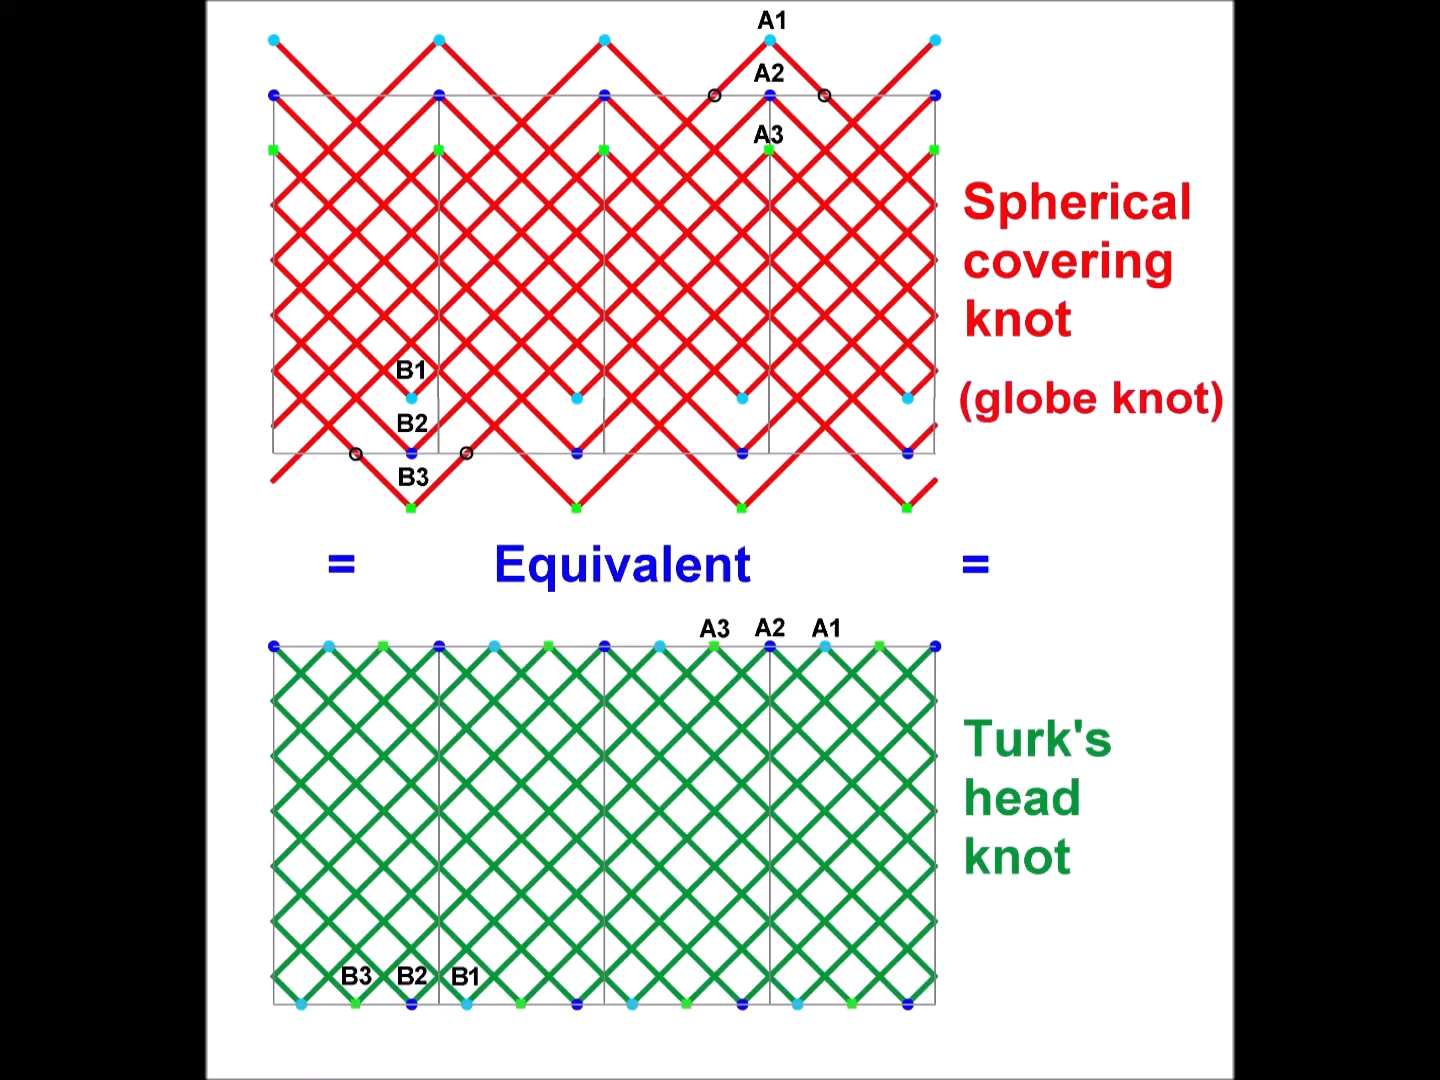 A1
A2
A3
Spherical
covering
knot
(globe knot)
B1
B2
B3
= Equivalent =
A3 A2 A1
Turk's
head
knot
B3 B2 B1